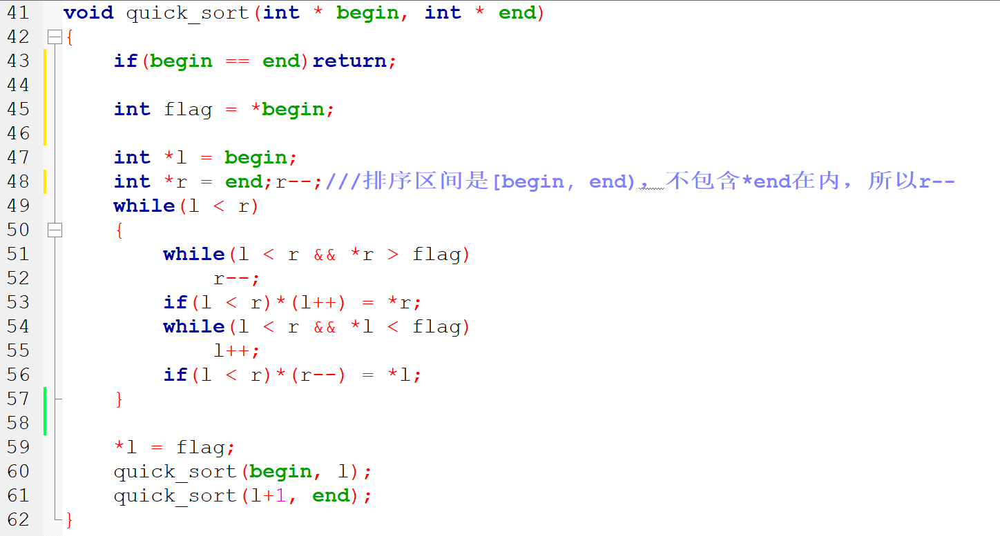 41 void quick_sort(int * begin, int * end)
42 {
43 if(begin == end)return;
44
45 int flag = *begin;
46
47 int *l = begin;
48 int *r = end;r--;///排序区间是[begin, end)，不包含*end在内，所以r--
49 while(l < r)
50 {
51 while(l < r && *r > flag)
52 r--;
53 if(l < r)*(l++) = *r;
54 while(l < r && *l < flag)
55 l++;
56 if(l < r)*(r--) = *l;
57 }
58
59 *l = flag;
60 quick_sort(begin, l);
61 quick_sort(l+1, end);
62 }